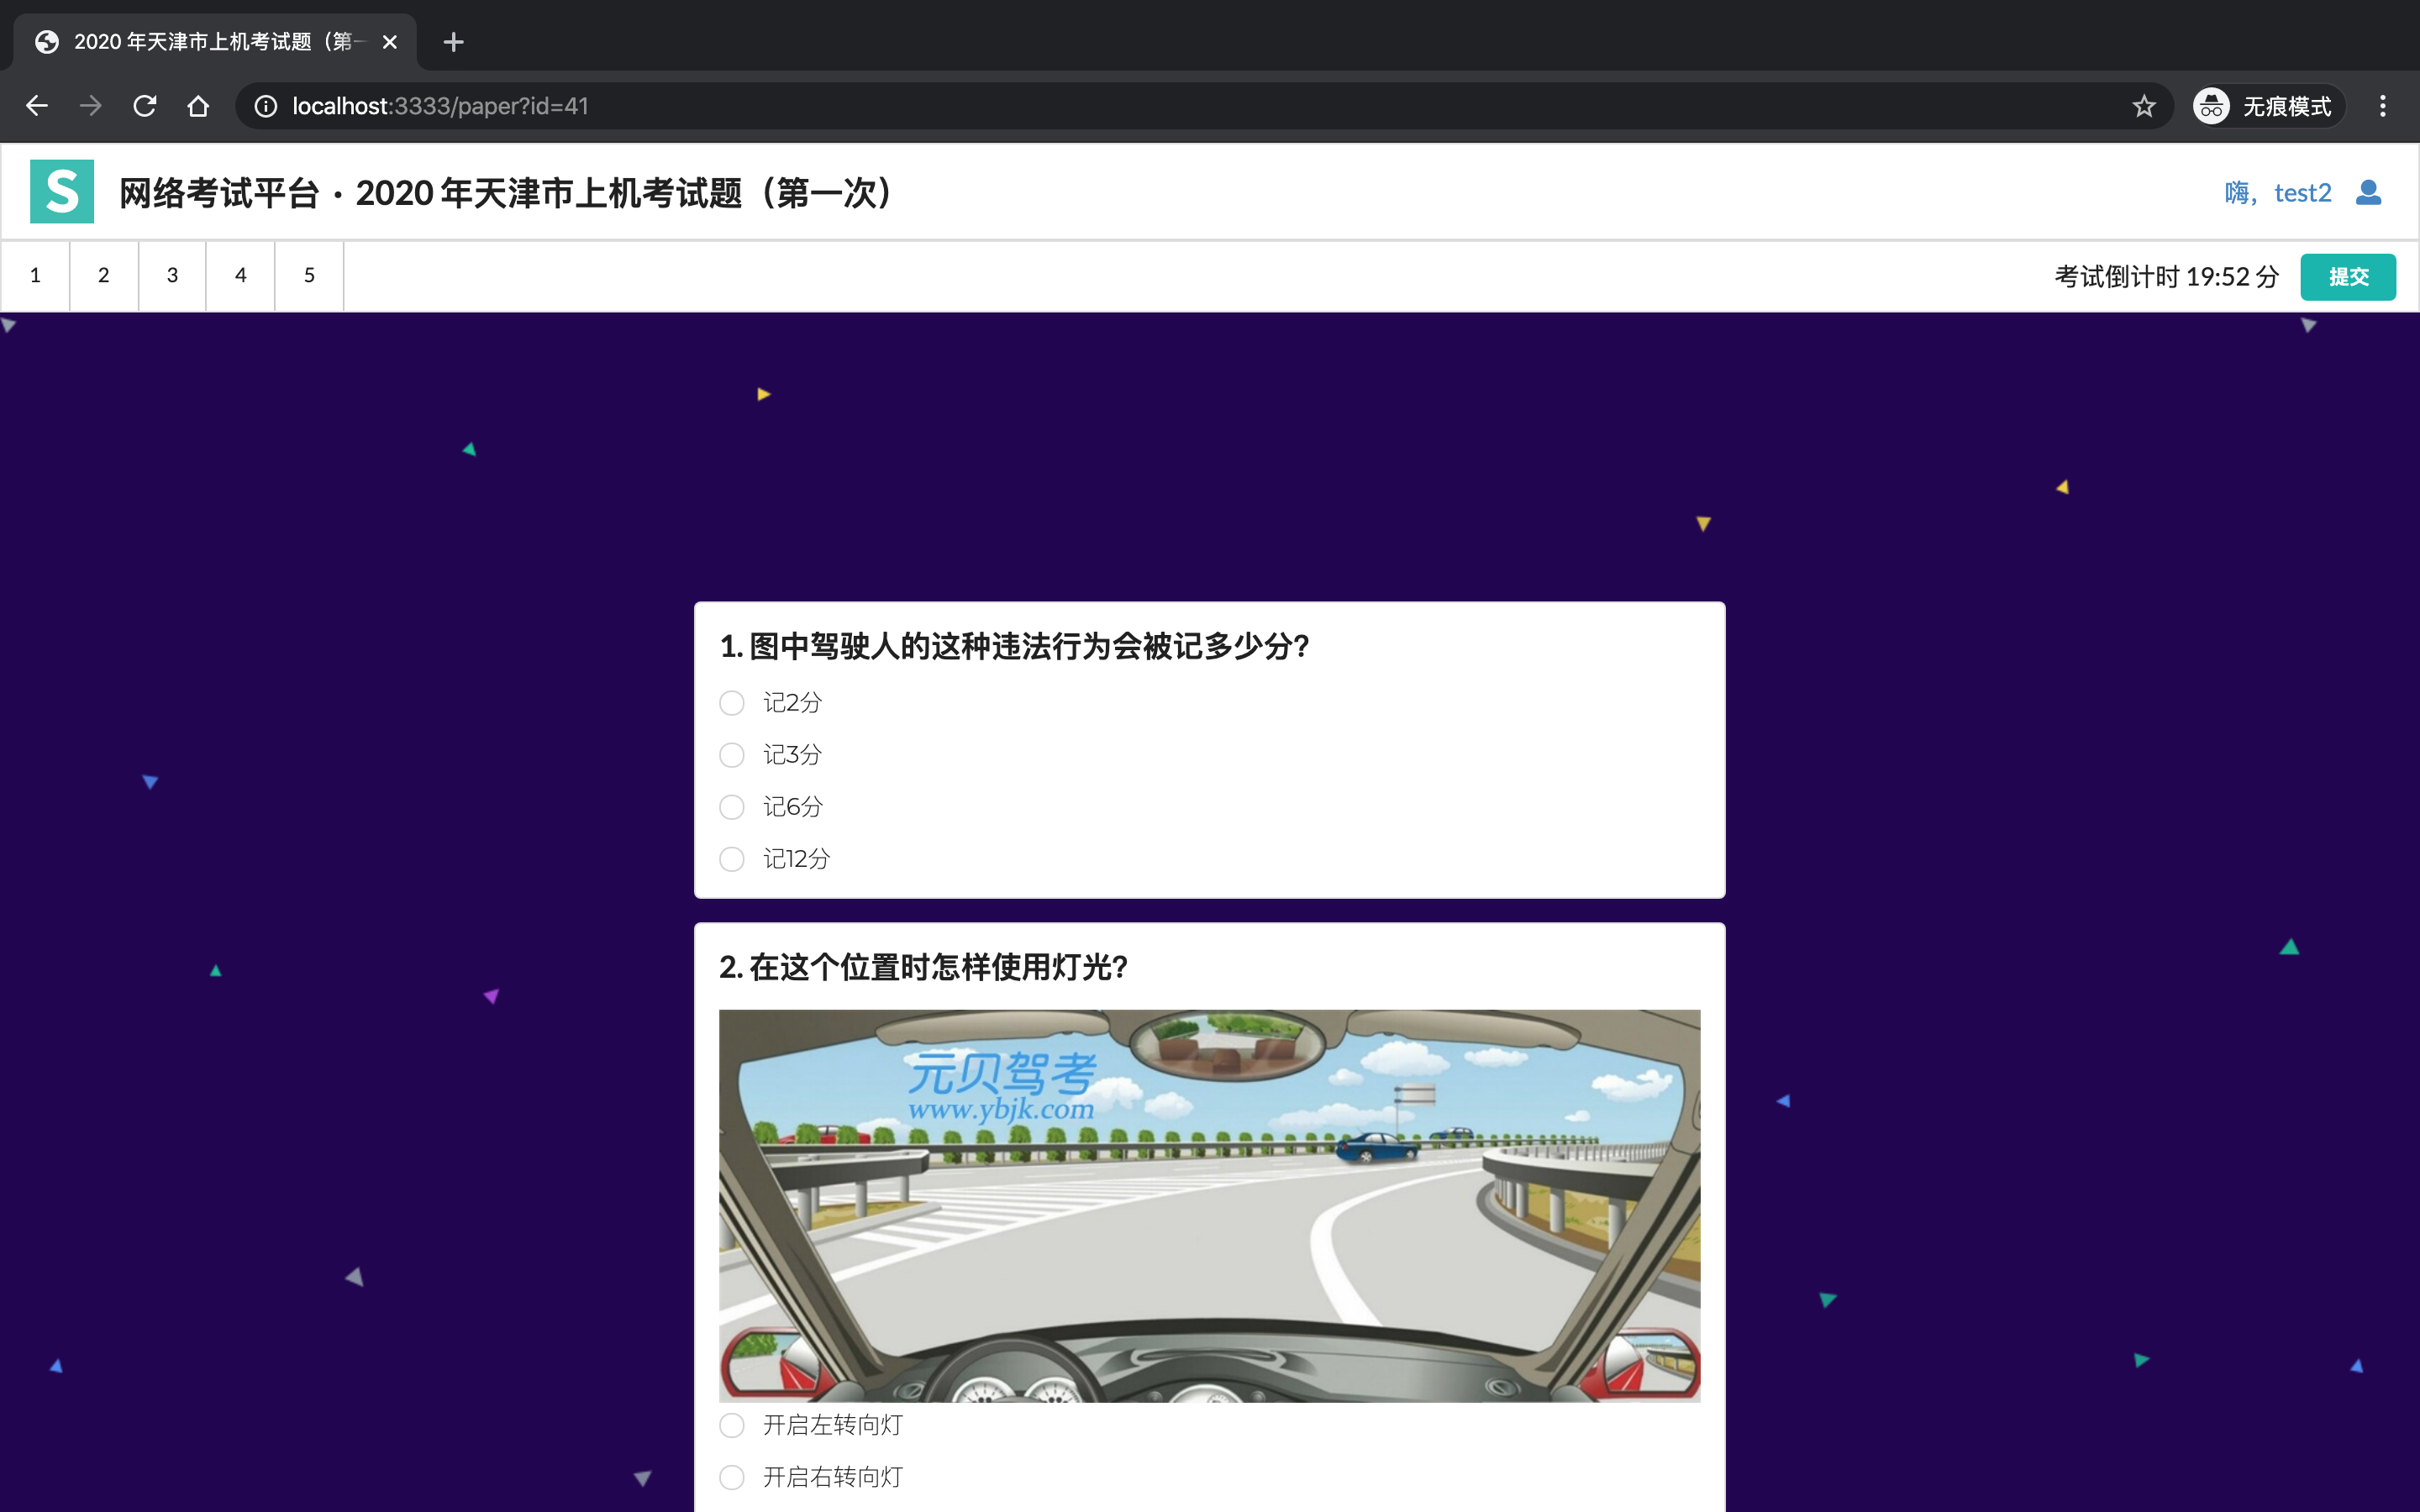 2020 年天津市上机考试题（第一
localhost:3333/paper?id=41
无痕模式
S
网络考试平台 · 2020 年天津市上机考试题（第一次）
嗨，test2
1 2 3 4 5
考试倒计时 19:52 分
提交
1. 图中驾驶人的这种违法行为会被记多少分?
记2分
记3分
记6分
记12分
2. 在这个位置时怎样使用灯光?
元贝驾考
www.ybjk.com
开启左转向灯
开启右转向灯